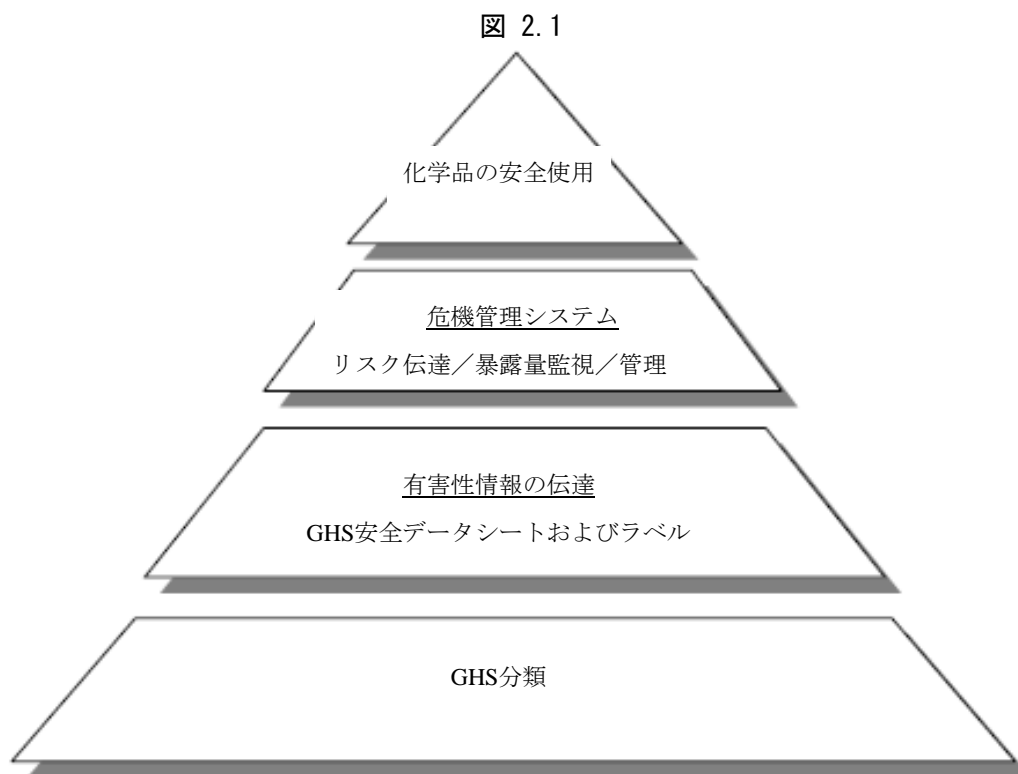 図 2.1
化学品の安全使用
危機管理システム
リスク伝達／暴露量監視／管理
有害性情報の伝達
GHS安全データシートおよびラベル
GHS分類